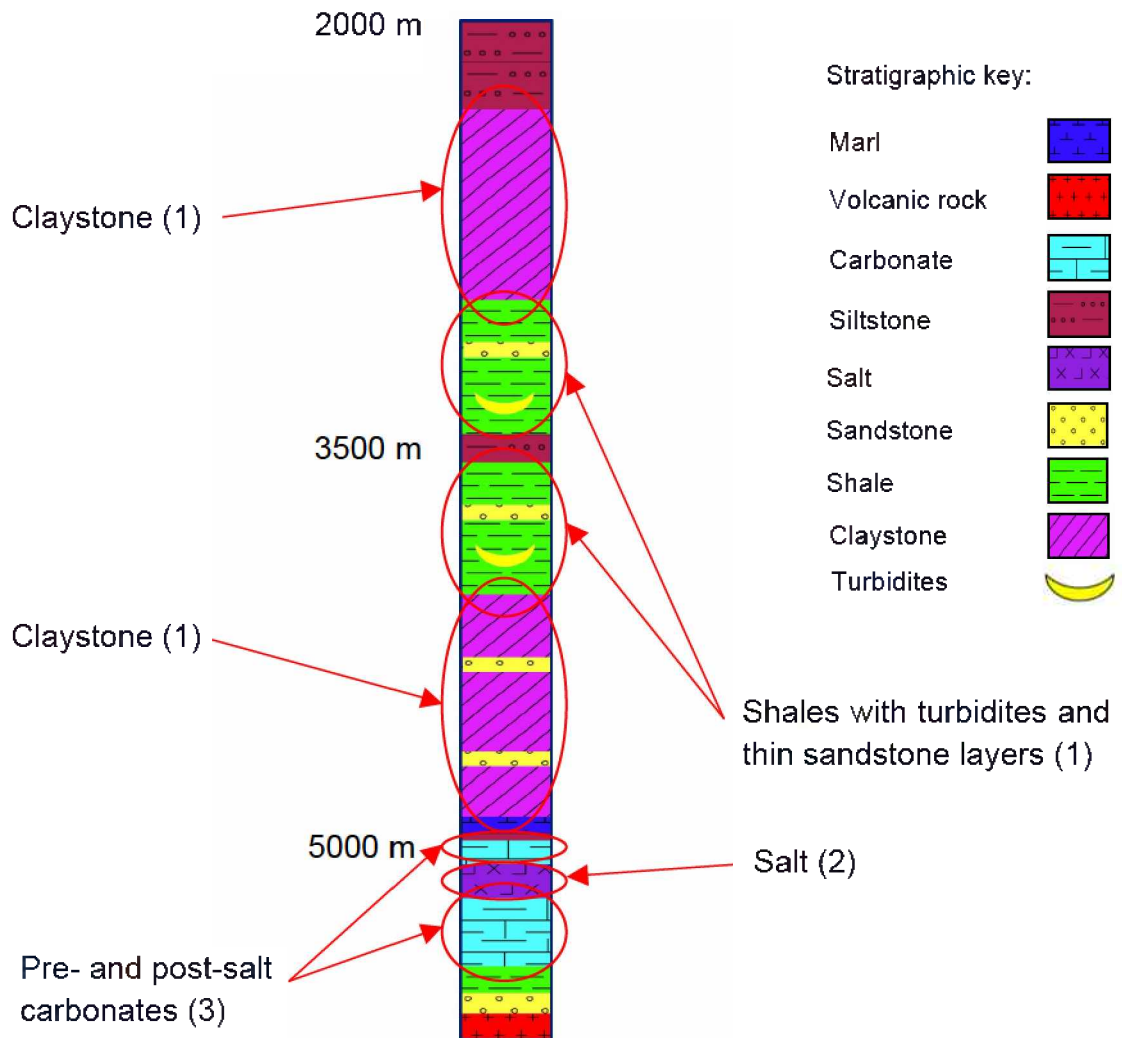 2000 m
Stratigraphic key:
Marl
Volcanic rock
Claystone (1)
Carbonate
Siltstone
Salt
Sandstone
3500 m
Shale
Claystone
Turbidites
Claystone (1)
Shales with turbidites and
thin sandstone layers (1)
5000 m
Salt (2)
Pre- and post-salt
carbonates (3)